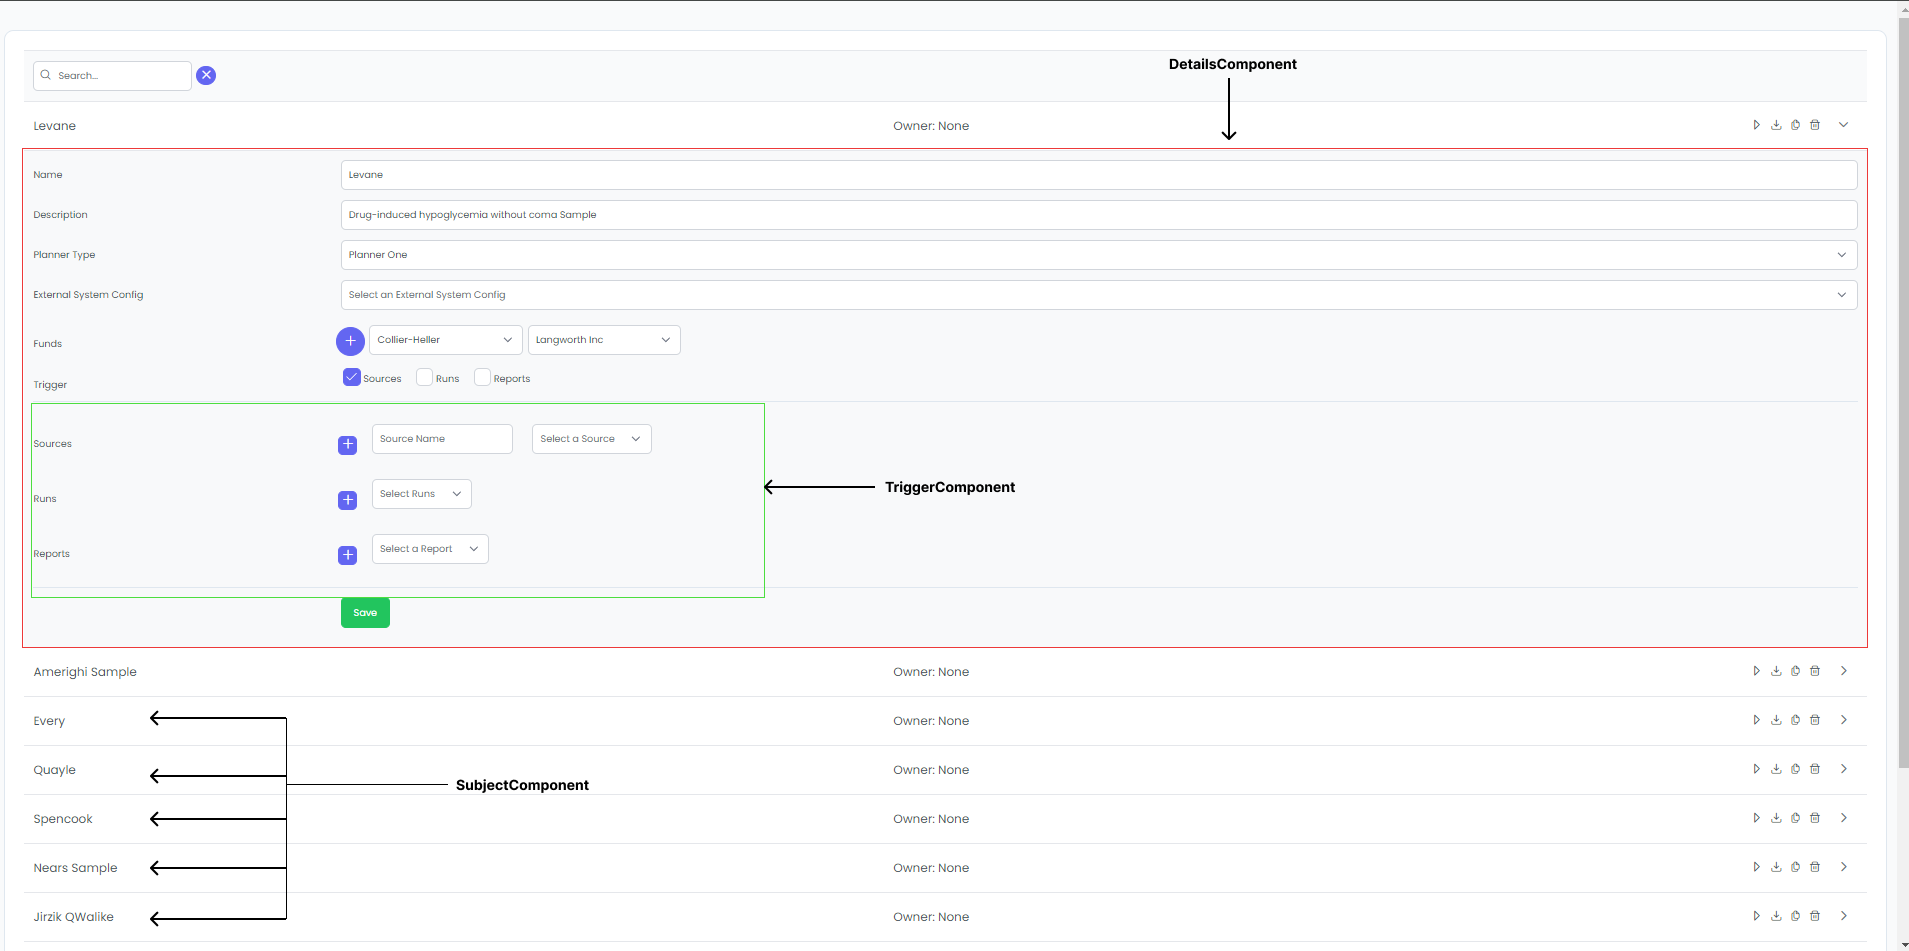 DetailsComponent
Search...
Levane Owner: None
Name Levane
Description Drug-induced hypoglycemia without coma Sample
Planner Type Planner One
External System Config Select an External System Config
Funds Collier-Heller Langworth Inc
Trigger Sources Runs Reports
Sources Source Name Select a Source
TriggerComponent
Runs Select Runs
Reports Select a Report
Save
Amerighi Sample Owner: None
Every Owner: None
Quayle Owner: None
SubjectComponent
Spencook Owner: None
Nears Sample Owner: None
Jirzik QWalike Owner: None